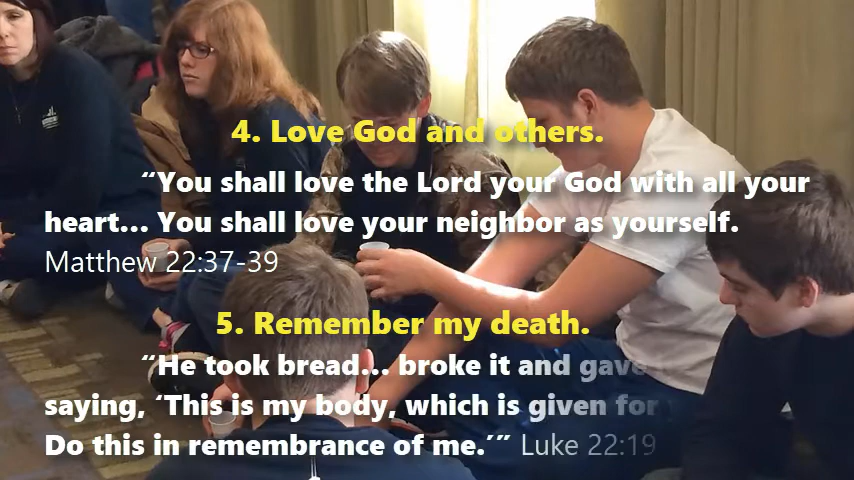 4. Love God and others.
“You shall love the Lord your God with all your
heart... You shall love your neighbor as yourself.
Matthew 22:37-39
5. Remember my death.
“He took bread... broke it and gave
saying, ‘This is my body, which is given for
Do this in remembrance of me.’” Luke 22:19